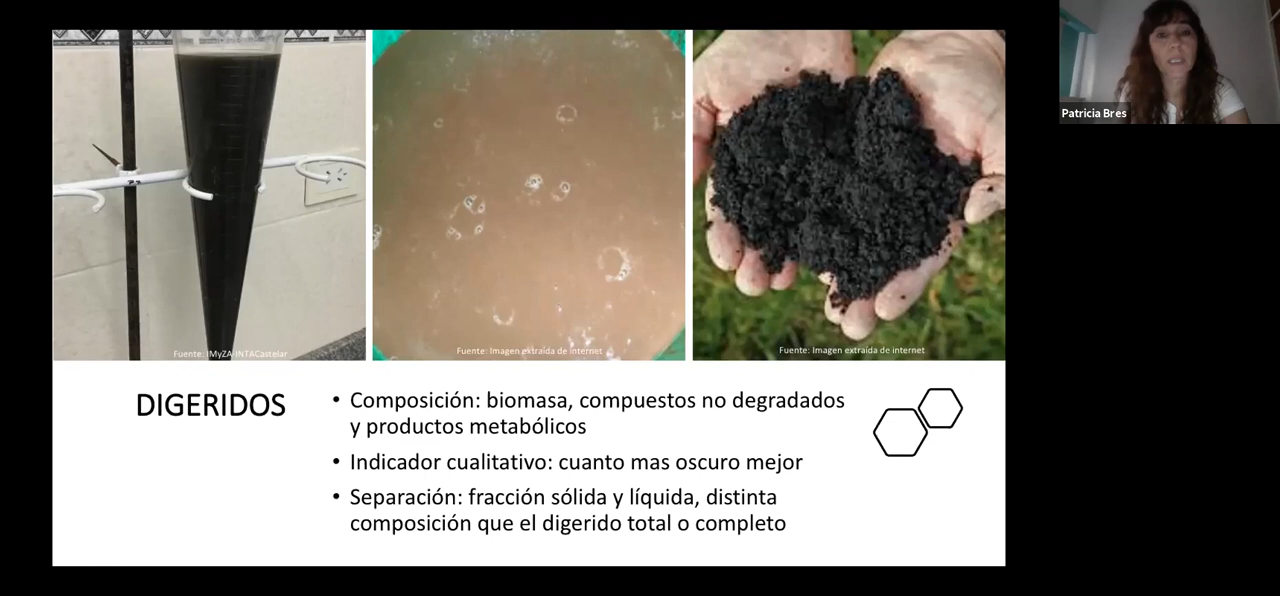 Patricia Bres
Fuente: IMyZA-INTACastelar
Fuente: Imagen extraída de internet
Fuente: Imagen extraída de internet
DIGERIDOS
• Composición: biomasa, compuestos no degradados
y productos metabólicos
• Indicador cualitativo: cuanto mas oscuro mejor
• Separación: fracción sólida y líquida, distinta
composición que el digerido total o completo